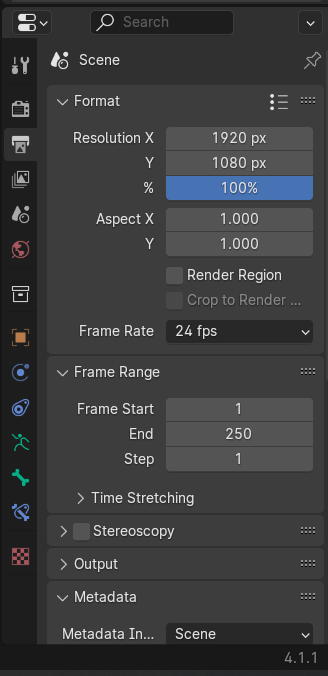 Search
Scene
Format
Resolution X 1920 px
Y 1080 px
% 100%
Aspect X 1.000
Y 1.000
Render Region
Crop to Render ...
Frame Rate 24 fps
Frame Range
Frame Start 1
End 250
Step 1
Time Stretching
Stereoscopy
Output
Metadata
Metadata In... Scene
4.1.1